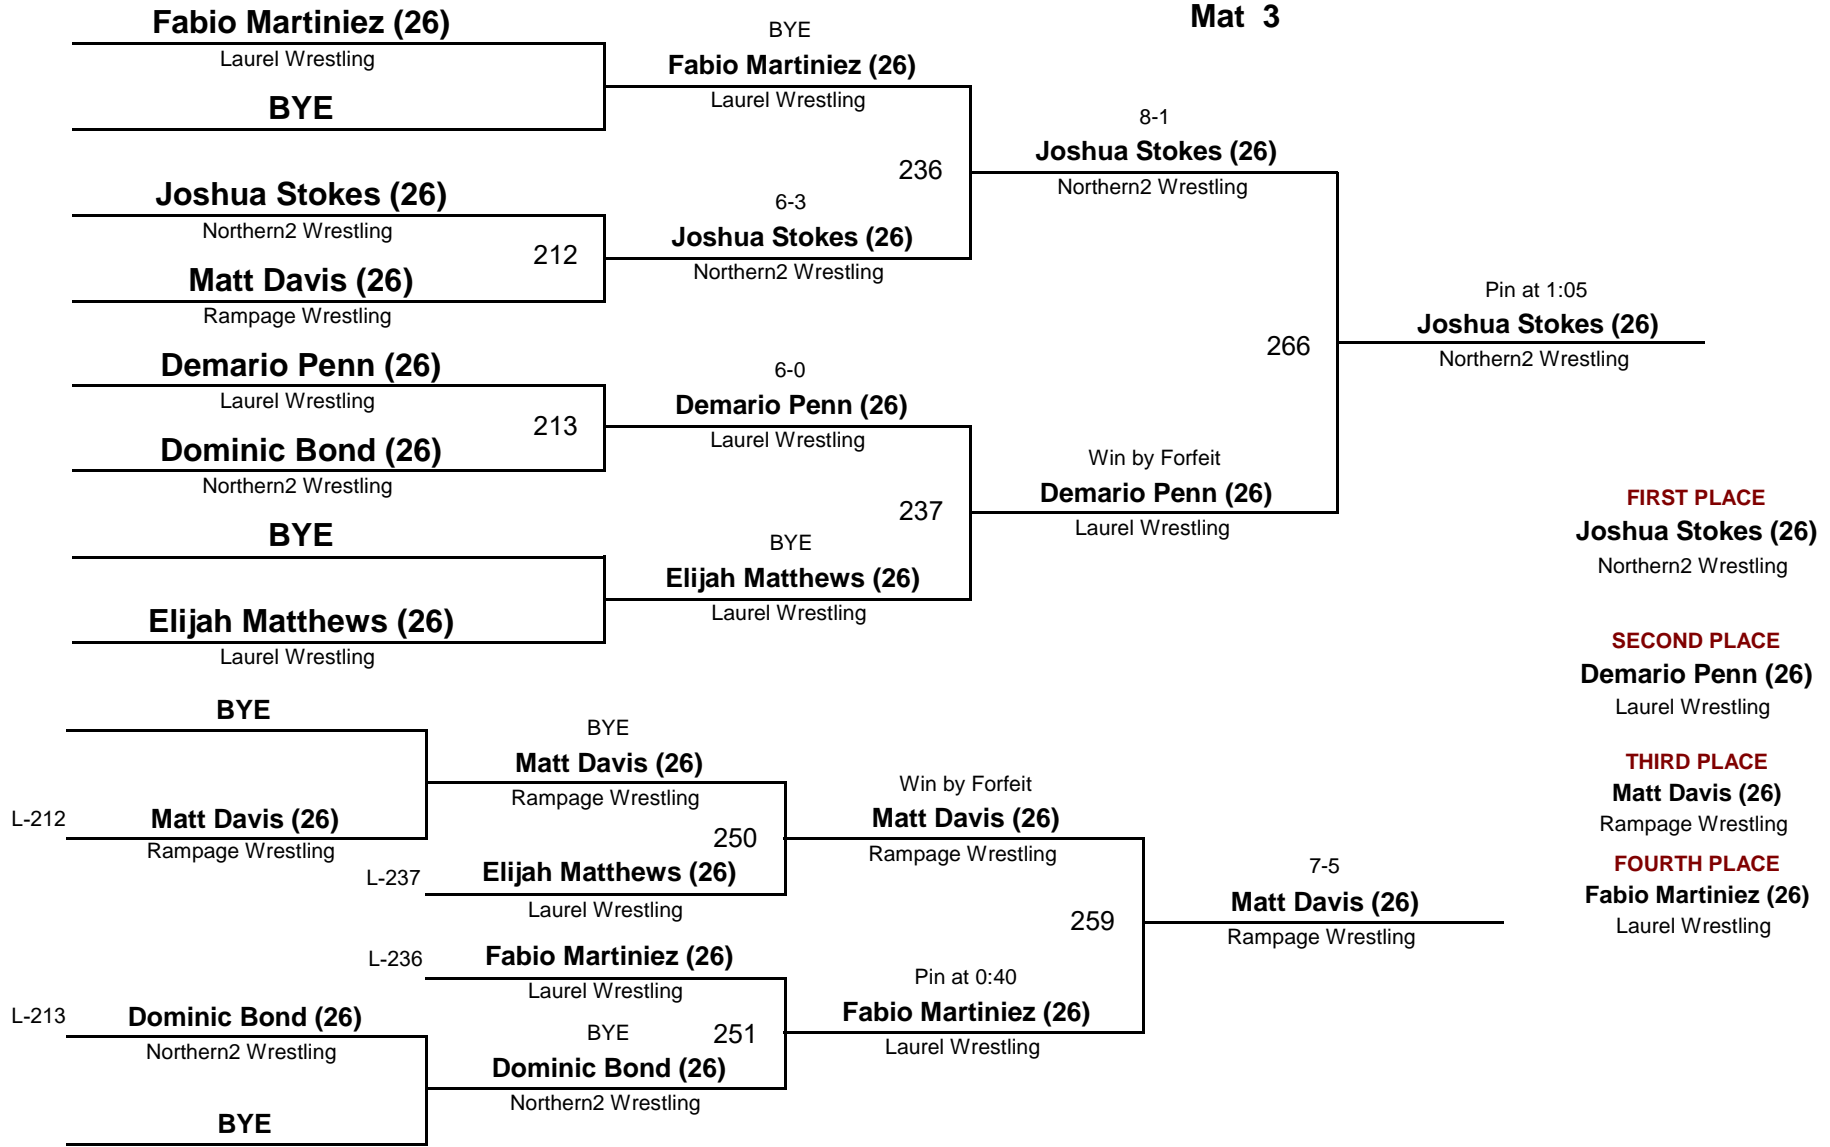 Mat 3
Fabio Martiniez (26)
Laurel Wrestling
BYE
Joshua Stokes (26)
Northern2 Wrestling
212
Matt Davis (26)
Rampage Wrestling
Demario Penn (26)
Laurel Wrestling
213
Dominic Bond (26)
Northern2 Wrestling
BYE
Elijah Matthews (26)
Laurel Wrestling
BYE
Fabio Martiniez (26)
Laurel Wrestling
236
6-3
Joshua Stokes (26)
Northern2 Wrestling
6-0
Demario Penn (26)
Laurel Wrestling
237
BYE
Elijah Matthews (26)
Laurel Wrestling
8-1
Joshua Stokes (26)
Northern2 Wrestling
266
Win by Forfeit
Demario Penn (26)
Laurel Wrestling
Pin at 1:05
Joshua Stokes (26)
Northern2 Wrestling
FIRST PLACE
Joshua Stokes (26)
Northern2 Wrestling
SECOND PLACE
Demario Penn (26)
Laurel Wrestling
THIRD PLACE
Matt Davis (26)
Rampage Wrestling
FOURTH PLACE
Fabio Martiniez (26)
Laurel Wrestling
BYE
L-212
Matt Davis (26)
Rampage Wrestling
L-213
Dominic Bond (26)
Northern2 Wrestling
BYE
BYE
Matt Davis (26)
Rampage Wrestling
250
L-237
Elijah Matthews (26)
Laurel Wrestling
L-236
Fabio Martiniez (26)
Laurel Wrestling
251
BYE
Dominic Bond (26)
Northern2 Wrestling
Win by Forfeit
Matt Davis (26)
Rampage Wrestling
259
Pin at 0:40
Fabio Martiniez (26)
Laurel Wrestling
7-5
Matt Davis (26)
Rampage Wrestling